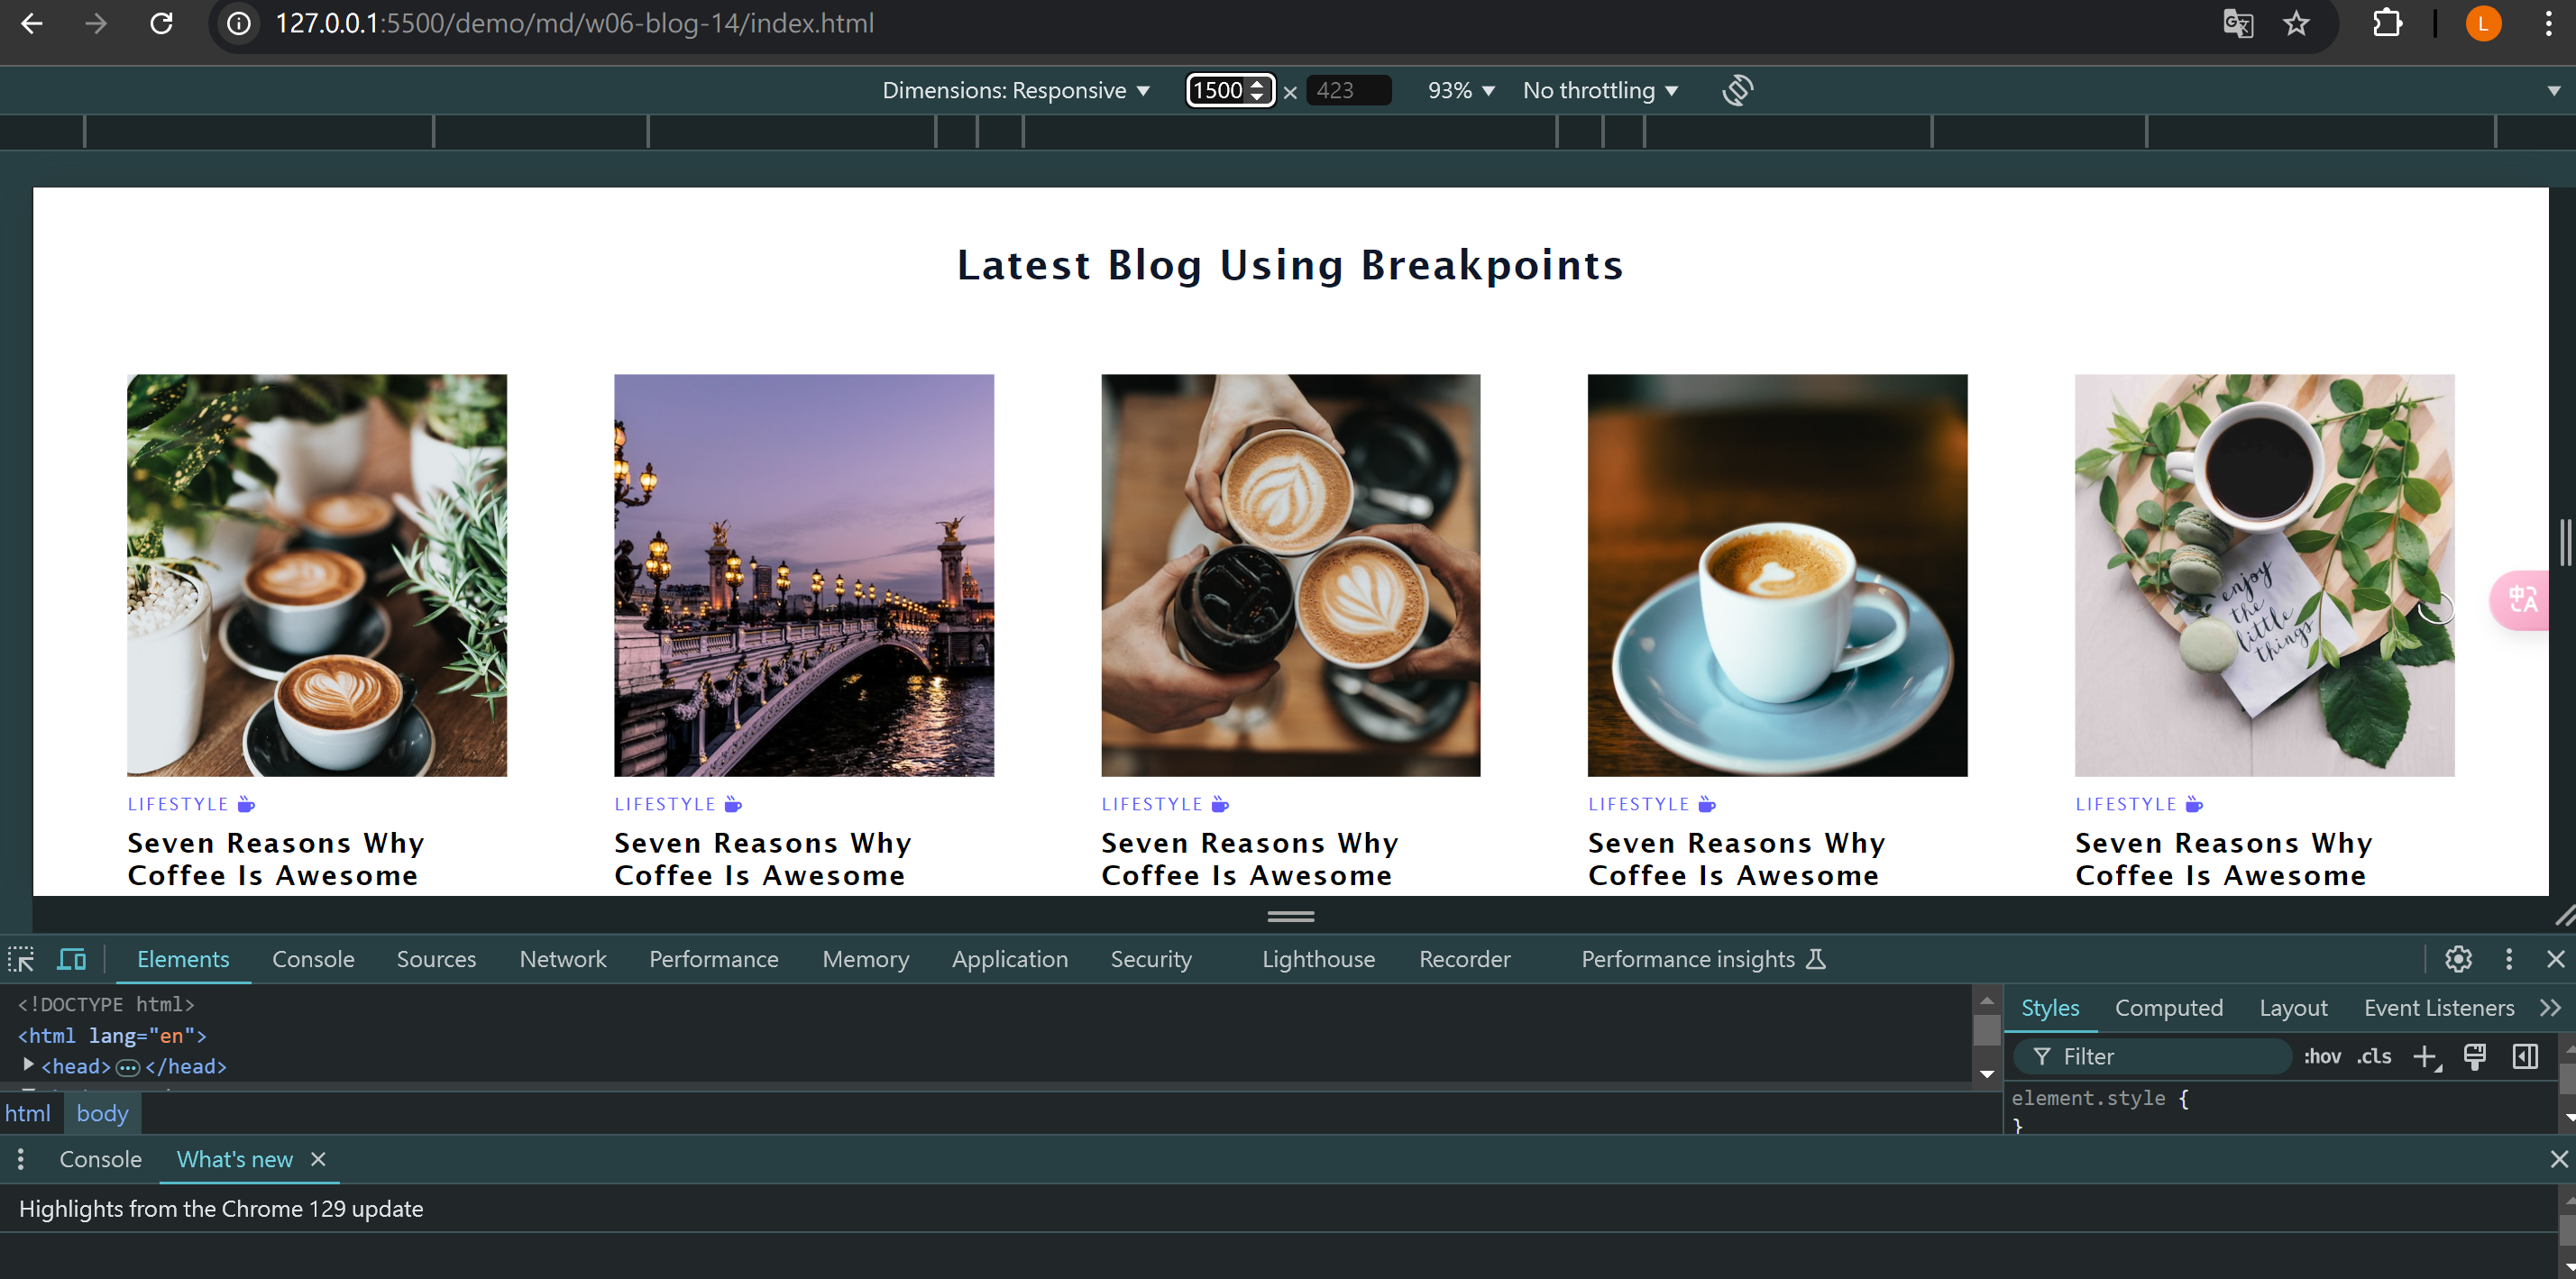 127.0.0.1:5500/demo/md/w06-blog-14/index.html
L
Dimensions: Responsive
1500 × 423
93%
No throttling
Latest Blog Using Breakpoints
enjoy
the
little
things
中A
LIFESTYLE
Seven Reasons Why
Coffee Is Awesome
LIFESTYLE
Seven Reasons Why
Coffee Is Awesome
LIFESTYLE
Seven Reasons Why
Coffee Is Awesome
LIFESTYLE
Seven Reasons Why
Coffee Is Awesome
LIFESTYLE
Seven Reasons Why
Coffee Is Awesome
Elements Console Sources Network Performance Memory Application Security Lighthouse Recorder Performance insights
<!DOCTYPE html>
<html lang="en">
<head>…</head>
html body
Styles Computed Layout Event Listeners
Filter :hov .cls
element.style {
}
Console What's new
Highlights from the Chrome 129 update